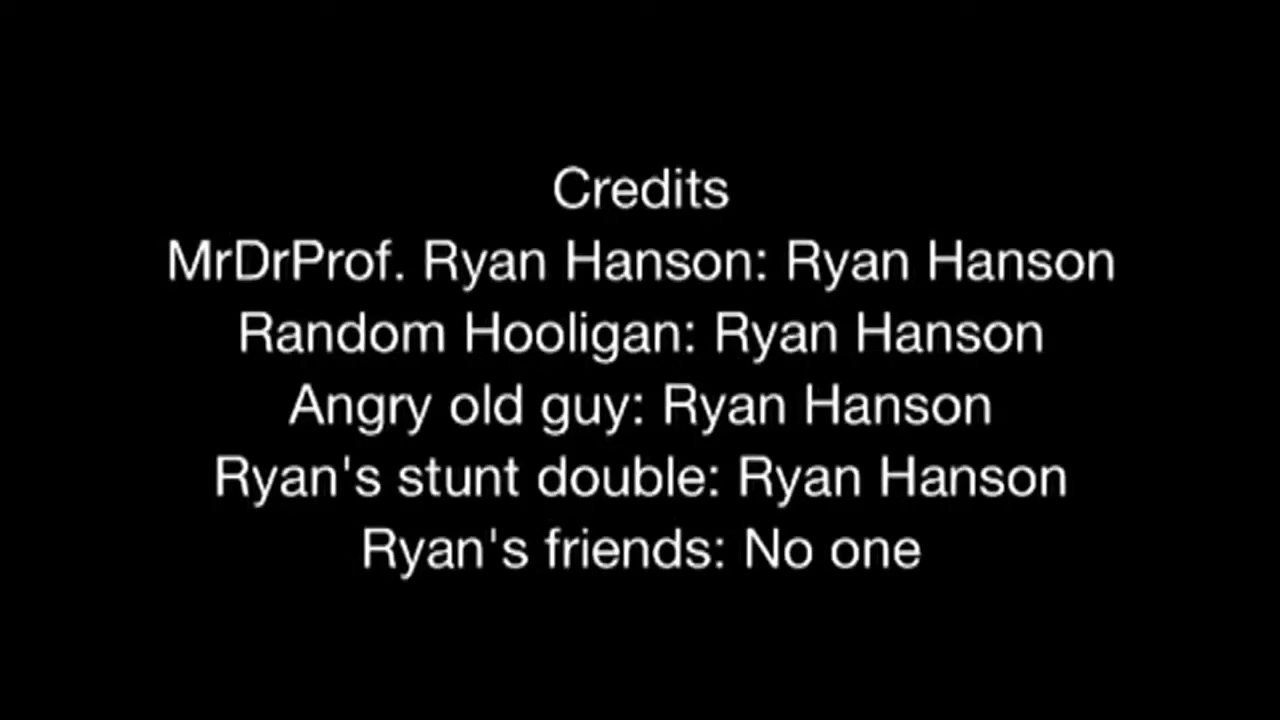 Credits
MrDrProf. Ryan Hanson: Ryan Hanson
Random Hooligan: Ryan Hanson
Angry old guy: Ryan Hanson
Ryan's stunt double: Ryan Hanson
Ryan's friends: No one